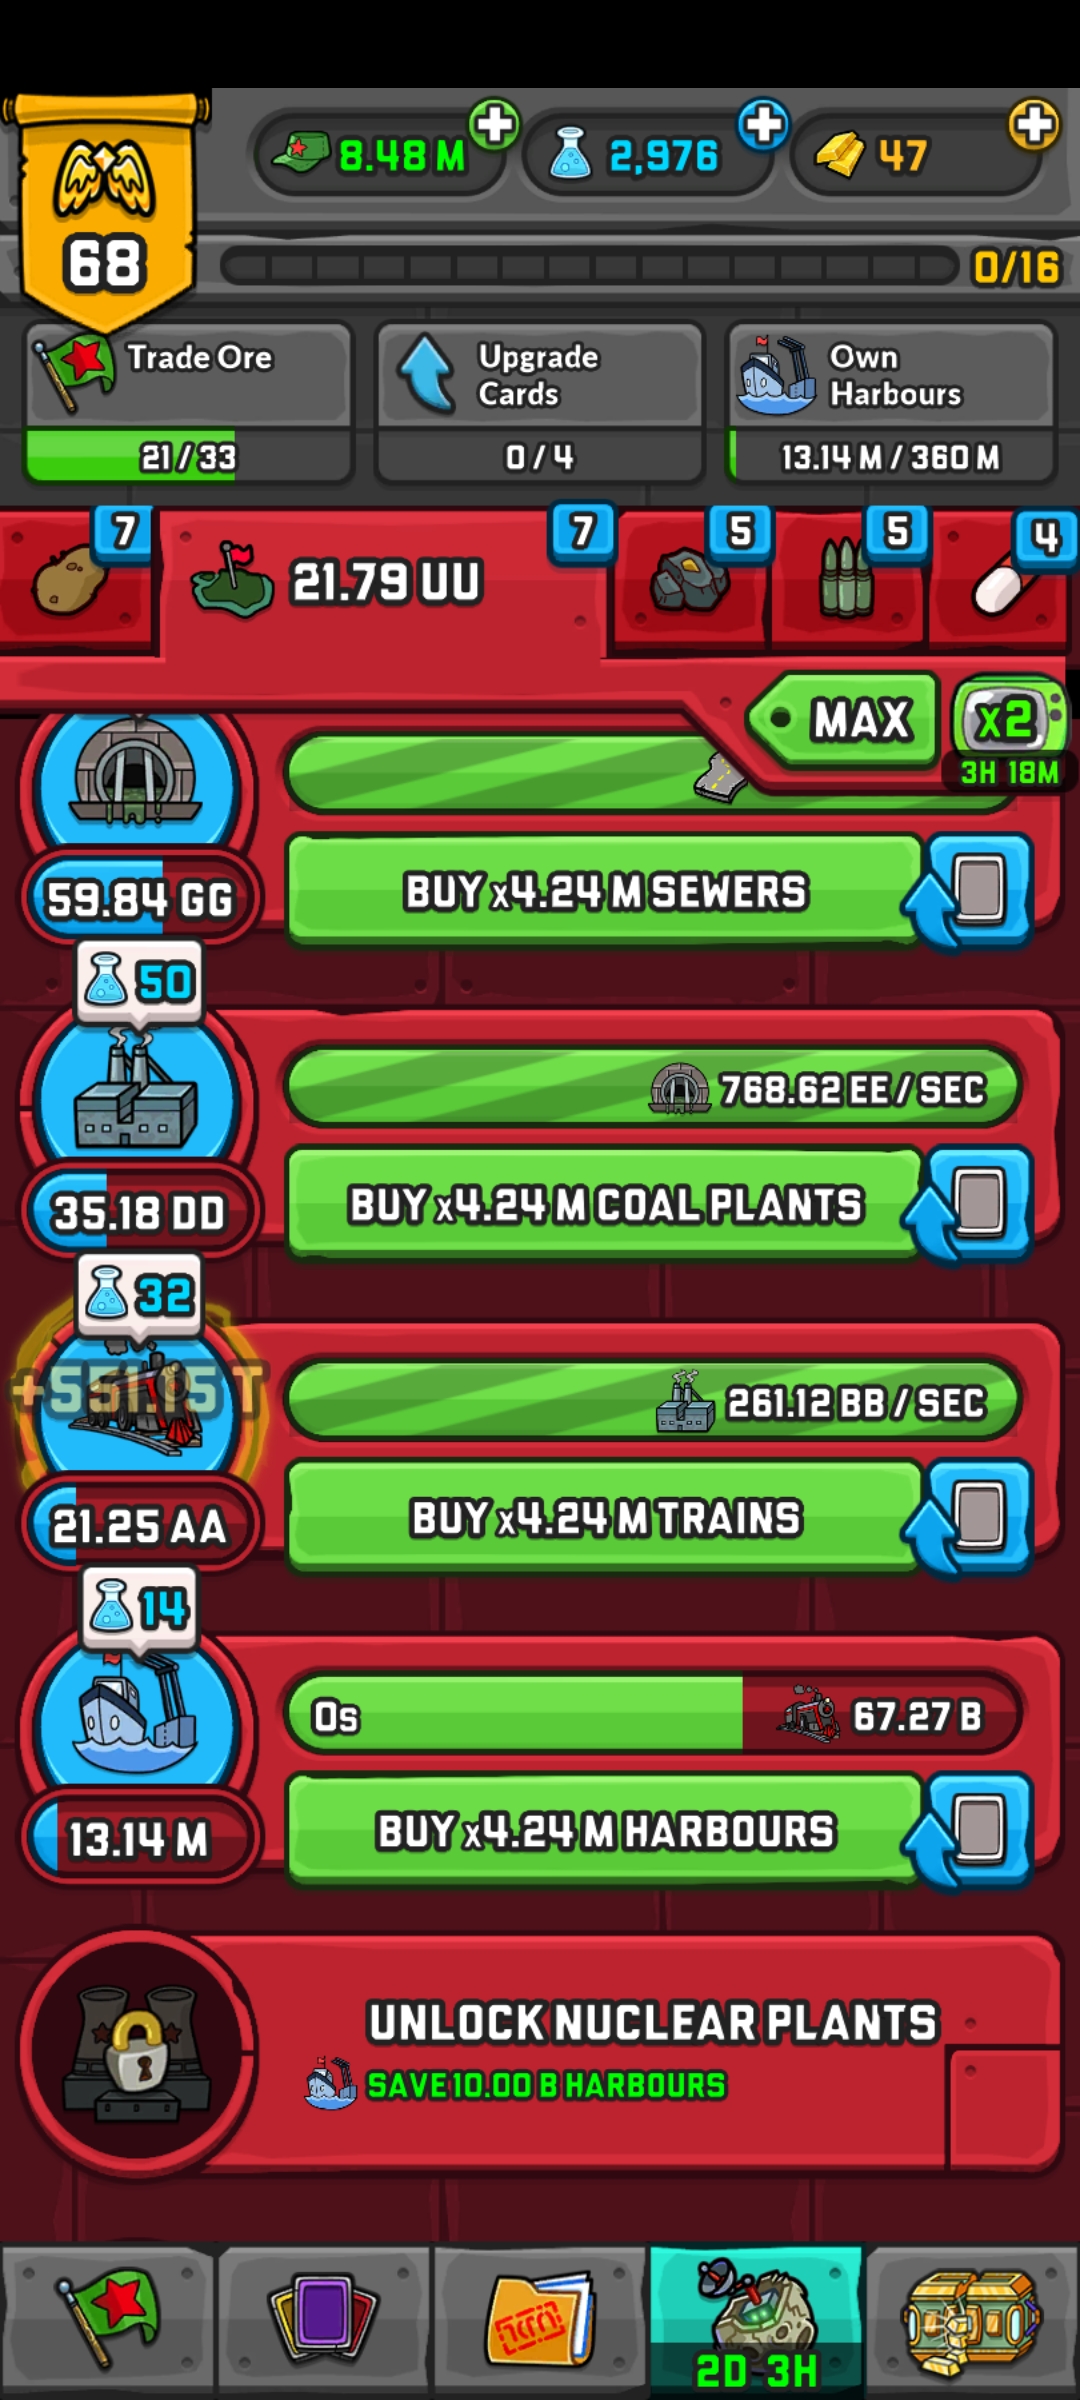 8.48 M
2,976
47
68
0/16
Trade Ore
21 / 33
Upgrade
Cards
0 / 4
Own
Harbours
13.14 M / 360 M
7
21.79 UU
7
5
5
4
MAX
x2
3H 18M
59.84 GG
BUY x4.24 M SEWERS
50
768.62 EE / SEC
35.18 DD
BUY x4.24 M COAL PLANTS
32
+551.15 T
261.12 BB / SEC
21.25 AA
BUY x4.24 M TRAINS
14
0s
67.27 B
13.14 M
BUY x4.24 M HARBOURS
UNLOCK NUCLEAR PLANTS
SAVE 10.00 B HARBOURS
2D 3H